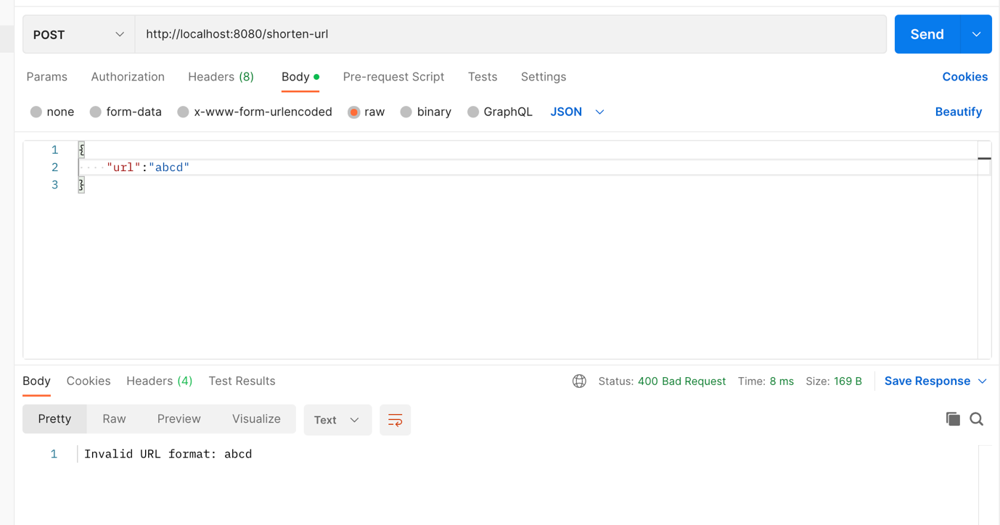 POST http://localhost:8080/shorten-url Send
Params Authorization Headers (8) Body Pre-request Script Tests Settings Cookies
none form-data x-www-form-urlencoded raw binary GraphQL JSON Beautify
1 {
2 "url":"abcd"
3 }
Body Cookies Headers (4) Test Results Status: 400 Bad Request Time: 8 ms Size: 169 B Save Response
Pretty Raw Preview Visualize Text
1 Invalid URL format: abcd